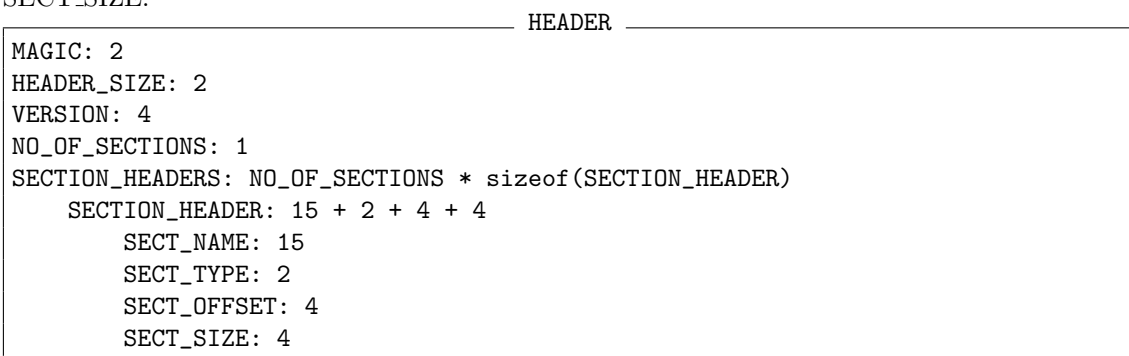 SECT_SIZE.
HEADER
MAGIC: 2
HEADER_SIZE: 2
VERSION: 4
NO_OF_SECTIONS: 1
SECTION_HEADERS: NO_OF_SECTIONS * sizeof(SECTION_HEADER)
    SECTION_HEADER: 15 + 2 + 4 + 4
        SECT_NAME: 15
        SECT_TYPE: 2
        SECT_OFFSET: 4
        SECT_SIZE: 4